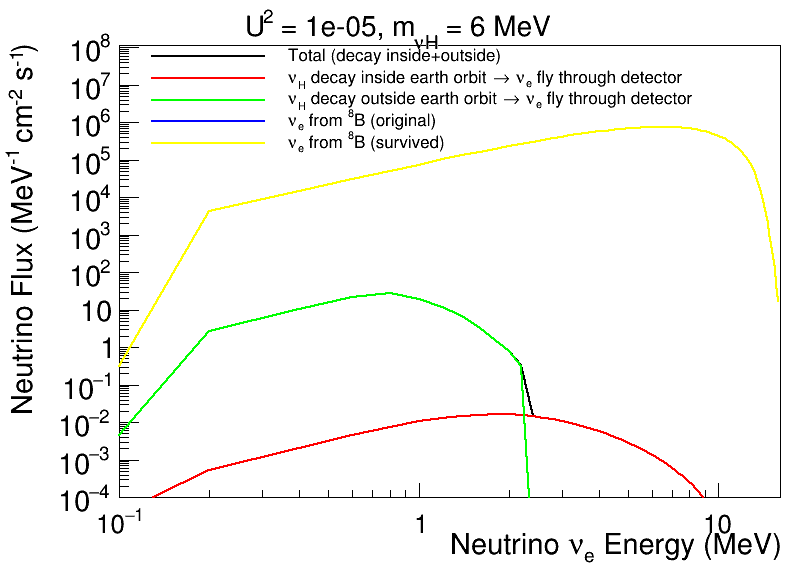 U² = 1e-05, m_νH = 6 MeV
Total (decay inside+outside)
ν_H decay inside earth orbit → ν_e fly through detector
ν_H decay outside earth orbit → ν_e fly through detector
ν_e from ⁸B (original)
ν_e from ⁸B (survived)
Neutrino Flux (MeV⁻¹ cm⁻² s⁻¹)
10⁸
10⁷
10⁶
10⁵
10⁴
10³
10²
10
1
10⁻¹
10⁻²
10⁻³
10⁻⁴
10⁻¹ 1 10
Neutrino ν_e Energy (MeV)